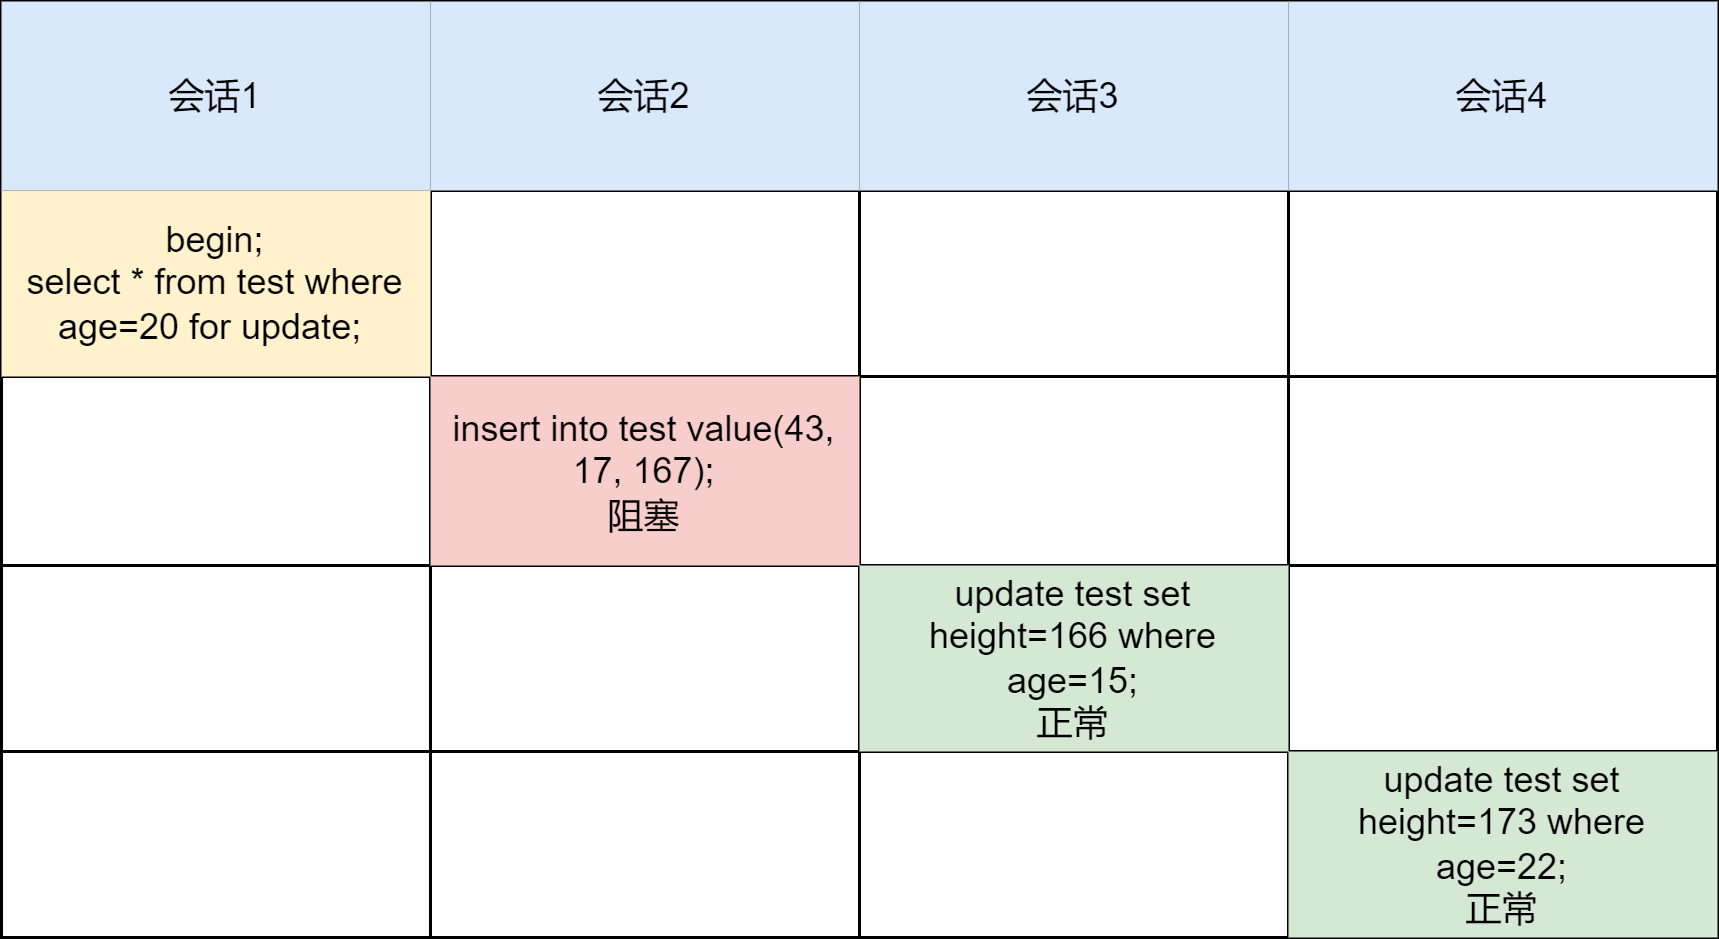 会话1
会话2
会话3
会话4
begin;
select * from test where
age=20 for update;
insert into test value(43,
17, 167);
阻塞
update test set
height=166 where
age=15;
正常
update test set
height=173 where
age=22;
正常